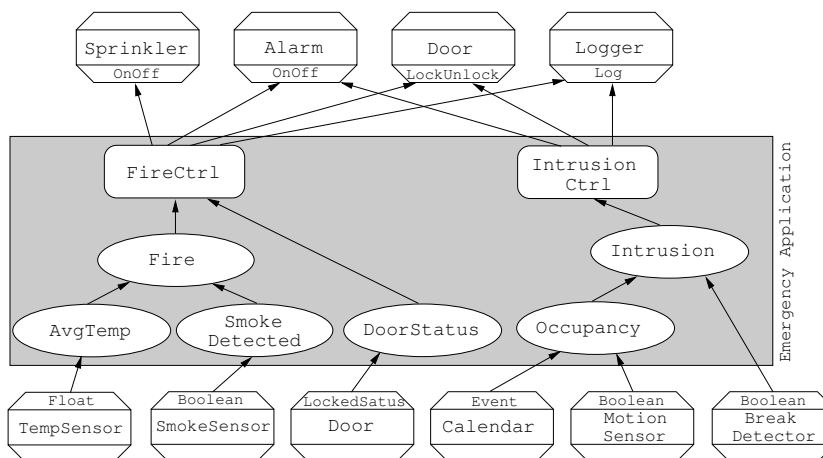 Sprinkler
OnOff
Alarm
OnOff
Door
LockUnlock
Logger
Log
FireCtrl
Intrusion
Ctrl
Fire
Intrusion
AvgTemp
Smoke
Detected
DoorStatus
Occupancy
Emergency Application
Float
TempSensor
Boolean
SmokeSensor
LockedSatus
Door
Event
Calendar
Boolean
Motion
Sensor
Boolean
Break
Detector